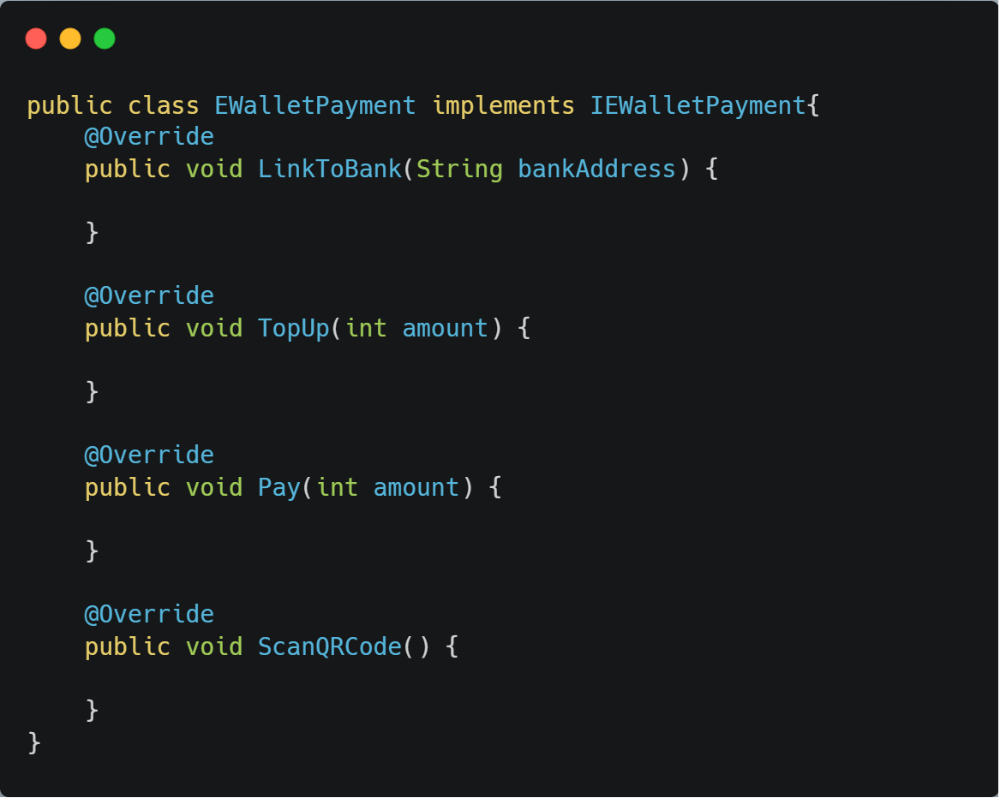 public class EWalletPayment implements IEWalletPayment{
    @Override
    public void LinkToBank(String bankAddress) {
    }
    @Override
    public void TopUp(int amount) {
    }
    @Override
    public void Pay(int amount) {
    }
    @Override
    public void ScanQRCode() {
    }
}